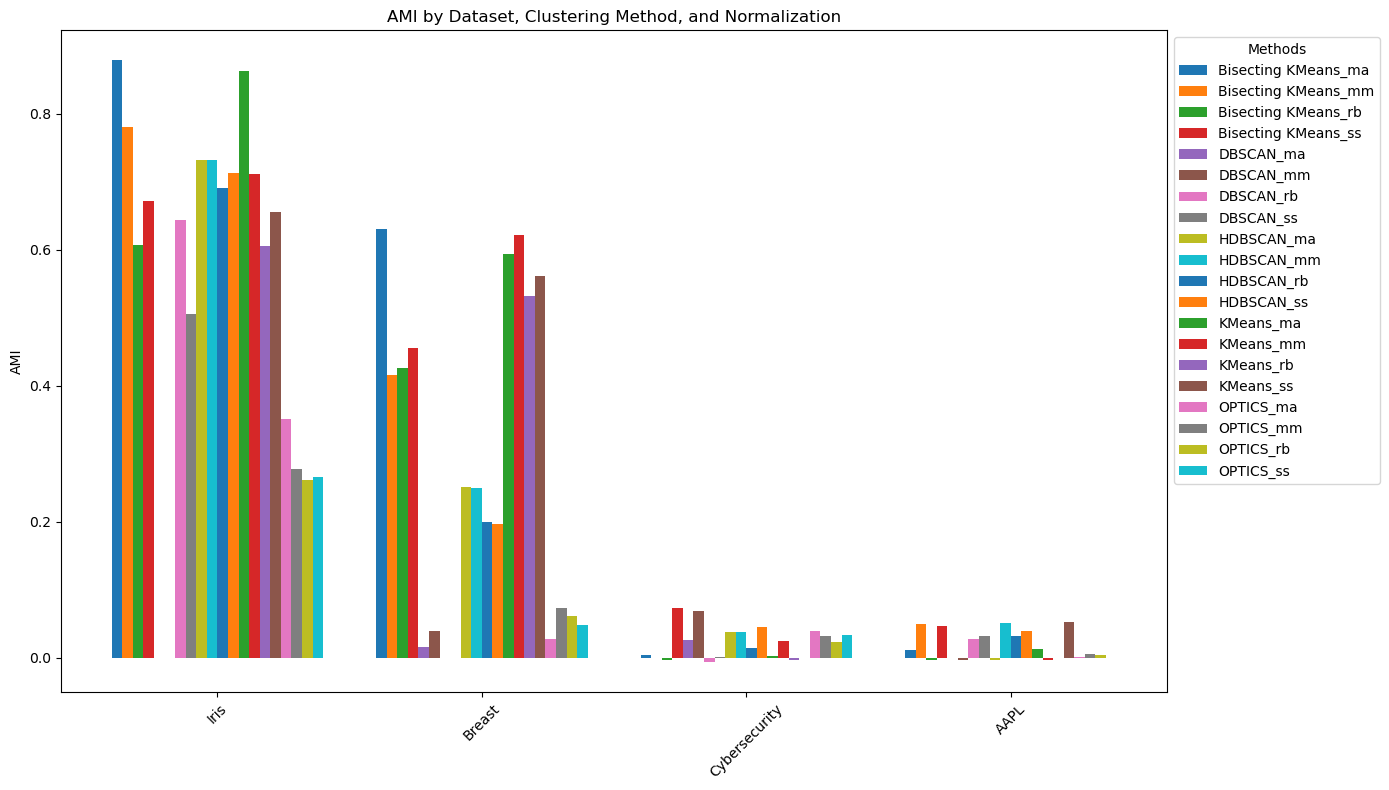 AMI by Dataset, Clustering Method, and Normalization
AMI
0.8
0.6
0.4
0.2
0.0
Iris
Breast
Cybersecurity
AAPL
Methods
Bisecting KMeans_ma
Bisecting KMeans_mm
Bisecting KMeans_rb
Bisecting KMeans_ss
DBSCAN_ma
DBSCAN_mm
DBSCAN_rb
DBSCAN_ss
HDBSCAN_ma
HDBSCAN_mm
HDBSCAN_rb
HDBSCAN_ss
KMeans_ma
KMeans_mm
KMeans_rb
KMeans_ss
OPTICS_ma
OPTICS_mm
OPTICS_rb
OPTICS_ss